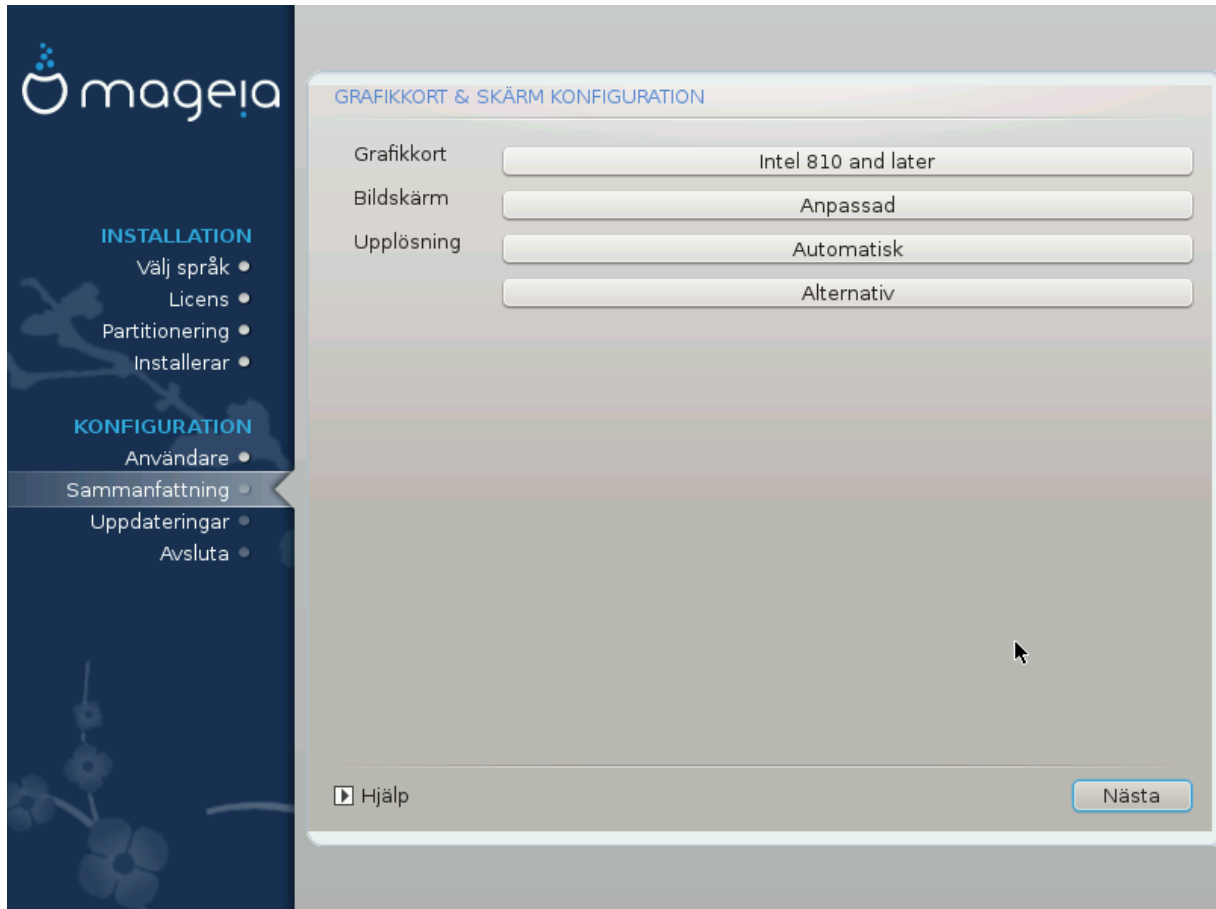 mageia
INSTALLATION
Välj språk
Licens
Partitionering
Installerar
KONFIGURATION
Användare
Sammanfattning
Uppdateringar
Avsluta
GRAFIKKORT & SKÄRM KONFIGURATION
Grafikkort
Intel 810 and later
Bildskärm
Anpassad
Upplösning
Automatisk
Alternativ
Hjälp
Nästa